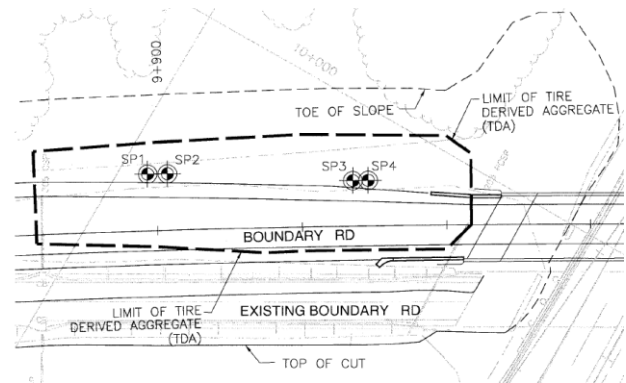 9+900
10+000
TOE OF SLOPE
LIMIT OF TIRE
DERIVED AGGREGATE
(TDA)
SP1
SP2
SP3
SP4
BOUNDARY RD
LIMIT OF TIRE
DERIVED AGGREGATE
(TDA)
EXISTING BOUNDARY RD
TOP OF CUT